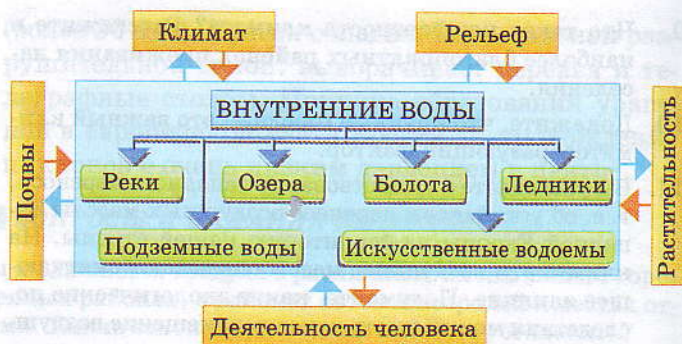 Климат
Рельеф
ВНУТРЕННИЕ ВОДЫ
Почвы
Реки
Озера
Болота
Ледники
Растительность
Подземные воды
Искусственные водоемы
Деятельность человека